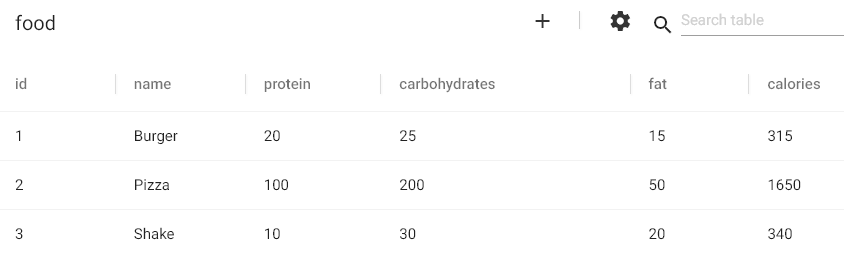 food
Search table
id name protein carbohydrates fat calories
1 Burger 20 25 15 315
2 Pizza 100 200 50 1650
3 Shake 10 30 20 340